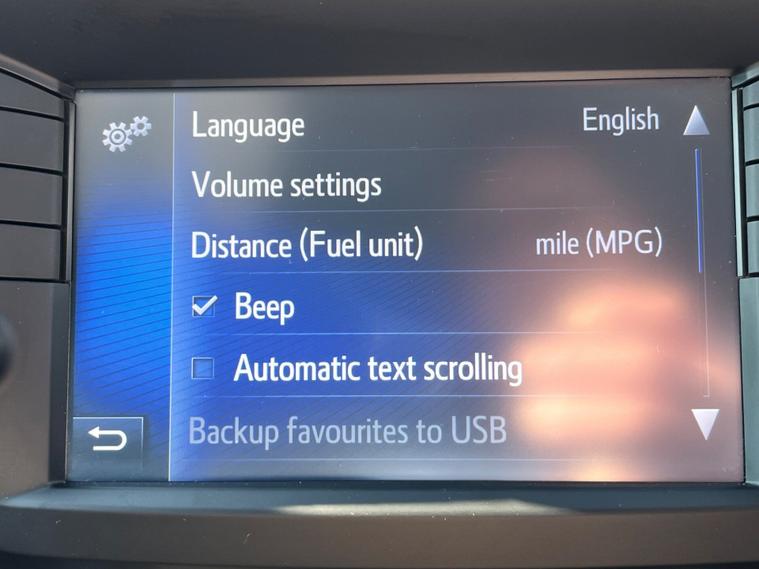 Language English
Volume settings
Distance (Fuel unit) mile (MPG)
Beep
Automatic text scrolling
Backup favourites to USB